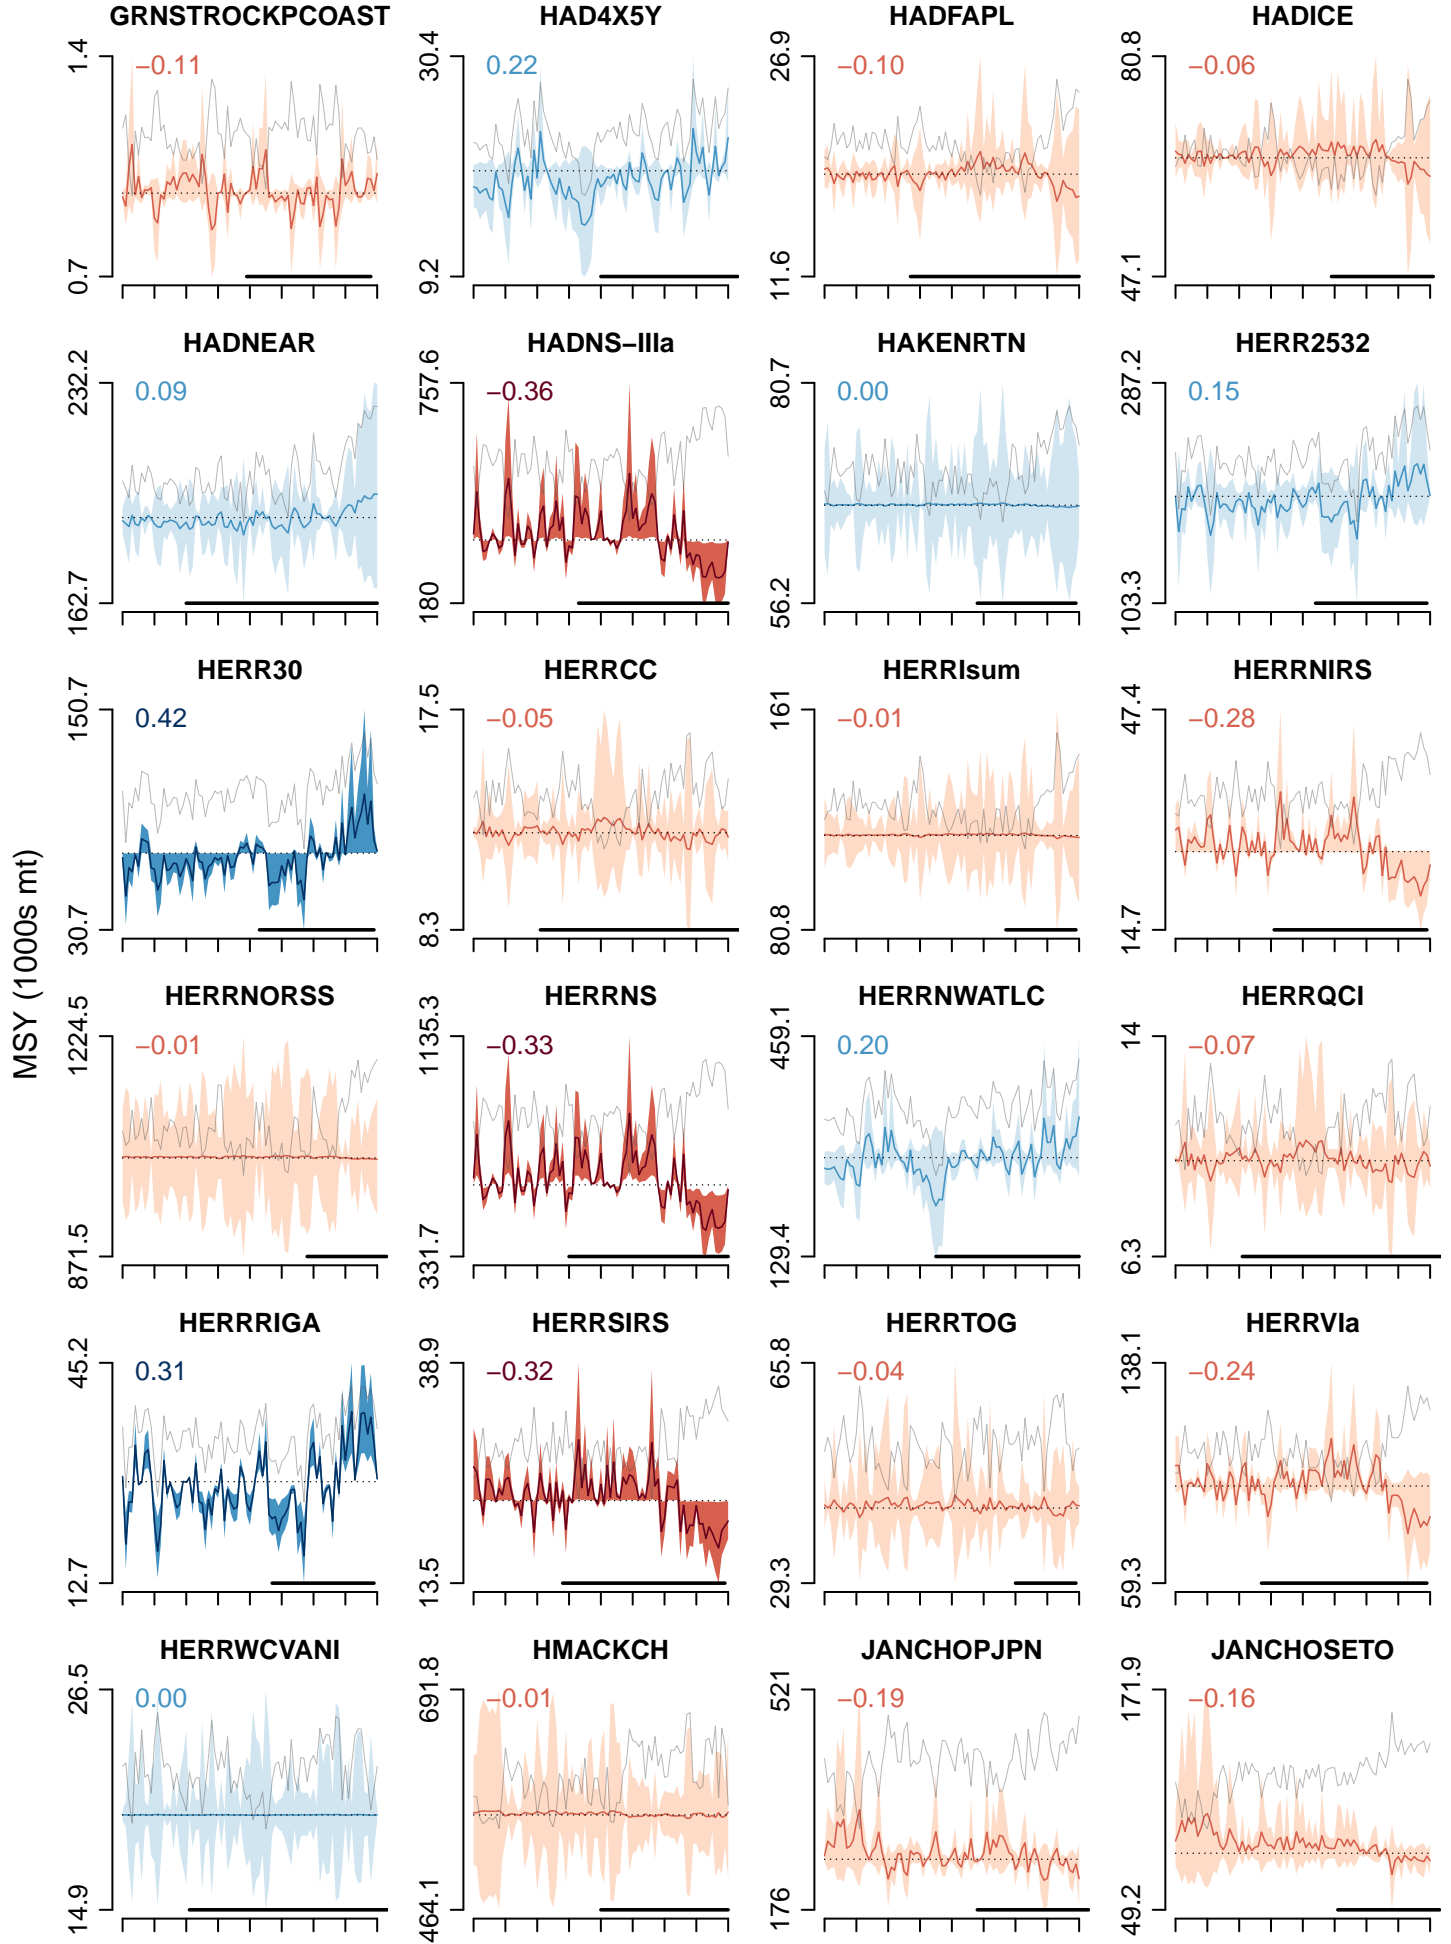 GRNSTROCKPCOAST HAD4X5Y HADFAPL HADICE
1.4 −0.11 30.4 0.22 26.9 −0.10 80.8 −0.06
0.7 9.2 11.6 47.1
HADNEAR HADNS−IIIa HAKENRTN HERR2532
232.2 0.09 757.6 −0.36 80.7 0.00 287.2 0.15
162.7 180 56.2 103.3
HERR30 HERRCC HERRIsum HERRNIRS
150.7 0.42 17.5 −0.05 161 −0.01 47.4 −0.28
30.7 8.3 80.8 14.7
MSY (1000s mt)
HERRNORSS HERRNS HERRNWATLC HERRQCI
1224.5 −0.01 1135.3 −0.33 459.1 0.20 14 −0.07
871.5 331.7 129.4 6.3
HERRRIGA HERRSIRS HERRTOG HERRVIa
45.2 0.31 38.9 −0.32 65.8 −0.04 138.1 −0.24
12.7 13.5 29.3 59.3
HERRWCVANI HMACKCH JANCHOPJPN JANCHOSETO
26.5 0.00 691.8 −0.01 521 −0.19 171.9 −0.16
14.9 464.1 176 49.2